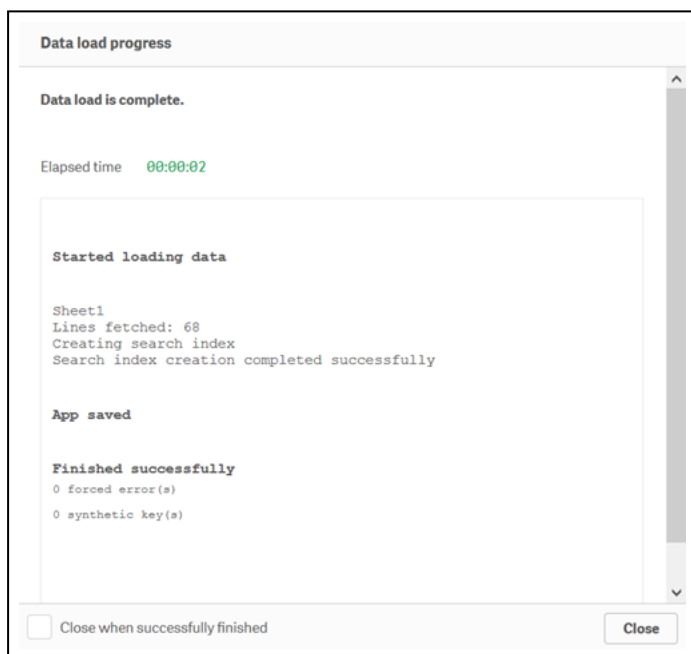 Data load progress
Data load is complete.
Elapsed time 00:00:02
Started loading data
Sheet1
Lines fetched: 68
Creating search index
Search index creation completed successfully
App saved
Finished successfully
0 forced error(s)
0 synthetic key(s)
Close when successfully finished
Close